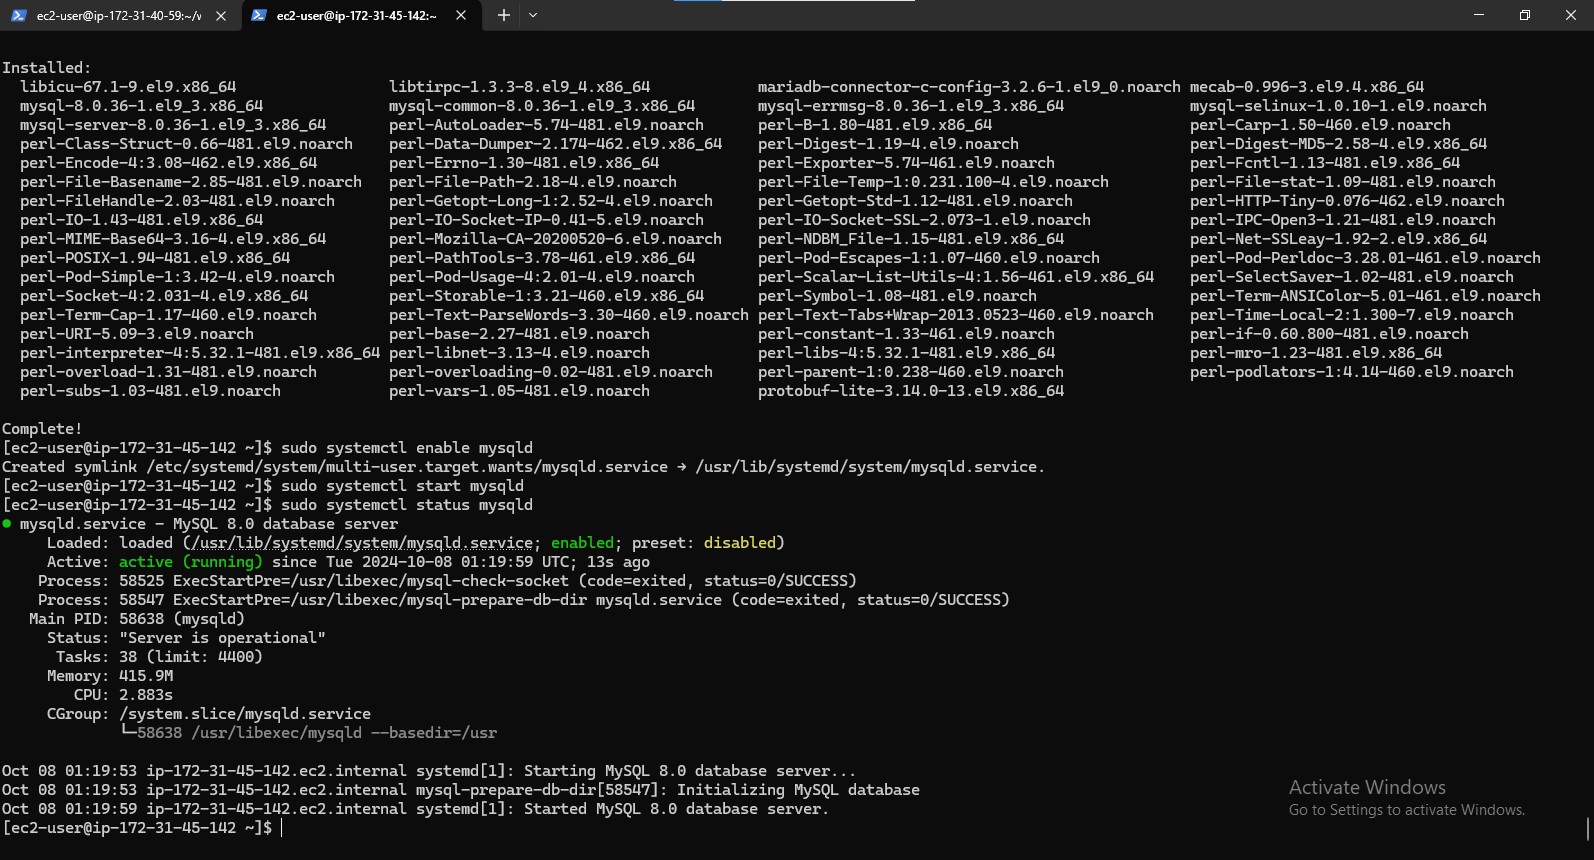 ec2-user@ip-172-31-40-59:~/v
ec2-user@ip-172-31-45-142:~
Installed:
libicu-67.1-9.el9.x86_64 libtirpc-1.3.3-8.el9_4.x86_64 mariadb-connector-c-config-3.2.6-1.el9_0.noarch mecab-0.996-3.el9.4.x86_64
mysql-8.0.36-1.el9_3.x86_64 mysql-common-8.0.36-1.el9_3.x86_64 mysql-errmsg-8.0.36-1.el9_3.x86_64 mysql-selinux-1.0.10-1.el9.noarch
mysql-server-8.0.36-1.el9_3.x86_64 perl-AutoLoader-5.74-481.el9.noarch perl-B-1.80-481.el9.x86_64 perl-Carp-1.50-460.el9.noarch
perl-Class-Struct-0.66-481.el9.noarch perl-Data-Dumper-2.174-462.el9.x86_64 perl-Digest-1.19-4.el9.noarch perl-Digest-MD5-2.58-4.el9.x86_64
perl-Encode-4:3.08-462.el9.x86_64 perl-Errno-1.30-481.el9.x86_64 perl-Exporter-5.74-461.el9.noarch perl-Fcntl-1.13-481.el9.x86_64
perl-File-Basename-2.85-481.el9.noarch perl-File-Path-2.18-4.el9.noarch perl-File-Temp-1:0.231.100-4.el9.noarch perl-File-stat-1.09-481.el9.noarch
perl-FileHandle-2.03-481.el9.noarch perl-Getopt-Long-1:2.52-4.el9.noarch perl-Getopt-Std-1.12-481.el9.noarch perl-HTTP-Tiny-0.076-462.el9.noarch
perl-IO-1.43-481.el9.x86_64 perl-IO-Socket-IP-0.41-5.el9.noarch perl-IO-Socket-SSL-2.073-1.el9.noarch perl-IPC-Open3-1.21-481.el9.noarch
perl-MIME-Base64-3.16-4.el9.x86_64 perl-Mozilla-CA-20200520-6.el9.noarch perl-NDBM_File-1.15-481.el9.x86_64 perl-Net-SSLeay-1.92-2.el9.x86_64
perl-POSIX-1.94-481.el9.x86_64 perl-PathTools-3.78-461.el9.x86_64 perl-Pod-Escapes-1:1.07-460.el9.noarch perl-Pod-Perldoc-3.28.01-461.el9.noarch
perl-Pod-Simple-1:3.42-4.el9.noarch perl-Pod-Usage-4:2.01-4.el9.noarch perl-Scalar-List-Utils-4:1.56-461.el9.x86_64 perl-SelectSaver-1.02-481.el9.noarch
perl-Socket-4:2.031-4.el9.x86_64 perl-Storable-1:3.21-460.el9.x86_64 perl-Symbol-1.08-481.el9.noarch perl-Term-ANSIColor-5.01-461.el9.noarch
perl-Term-Cap-1.17-460.el9.noarch perl-Text-ParseWords-3.30-460.el9.noarch perl-Text-Tabs+Wrap-2013.0523-460.el9.noarch perl-Time-Local-2:1.300-7.el9.noarch
perl-URI-5.09-3.el9.noarch perl-base-2.27-481.el9.noarch perl-constant-1.33-461.el9.noarch perl-if-0.60.800-481.el9.noarch
perl-interpreter-4:5.32.1-481.el9.x86_64 perl-libnet-3.13-4.el9.noarch perl-libs-4:5.32.1-481.el9.x86_64 perl-mro-1.23-481.el9.x86_64
perl-overload-1.31-481.el9.noarch perl-overloading-0.02-481.el9.noarch perl-parent-1:0.238-460.el9.noarch perl-podlators-1:4.14-460.el9.noarch
perl-subs-1.03-481.el9.noarch perl-vars-1.05-481.el9.noarch protobuf-lite-3.14.0-13.el9.x86_64
Complete!
[ec2-user@ip-172-31-45-142 ~]$ sudo systemctl enable mysqld
Created symlink /etc/systemd/system/multi-user.target.wants/mysqld.service → /usr/lib/systemd/system/mysqld.service.
[ec2-user@ip-172-31-45-142 ~]$ sudo systemctl start mysqld
[ec2-user@ip-172-31-45-142 ~]$ sudo systemctl status mysqld
● mysqld.service - MySQL 8.0 database server
Loaded: loaded (/usr/lib/systemd/system/mysqld.service; enabled; preset: disabled)
Active: active (running) since Tue 2024-10-08 01:19:59 UTC; 13s ago
Process: 58525 ExecStartPre=/usr/libexec/mysql-check-socket (code=exited, status=0/SUCCESS)
Process: 58547 ExecStartPre=/usr/libexec/mysql-prepare-db-dir mysqld.service (code=exited, status=0/SUCCESS)
Main PID: 58638 (mysqld)
Status: "Server is operational"
Tasks: 38 (limit: 4400)
Memory: 415.9M
CPU: 2.883s
CGroup: /system.slice/mysqld.service
└─58638 /usr/libexec/mysqld --basedir=/usr
Oct 08 01:19:53 ip-172-31-45-142.ec2.internal systemd[1]: Starting MySQL 8.0 database server...
Oct 08 01:19:53 ip-172-31-45-142.ec2.internal mysql-prepare-db-dir[58547]: Initializing MySQL database
Oct 08 01:19:59 ip-172-31-45-142.ec2.internal systemd[1]: Started MySQL 8.0 database server.
[ec2-user@ip-172-31-45-142 ~]$
Activate Windows
Go to Settings to activate Windows.